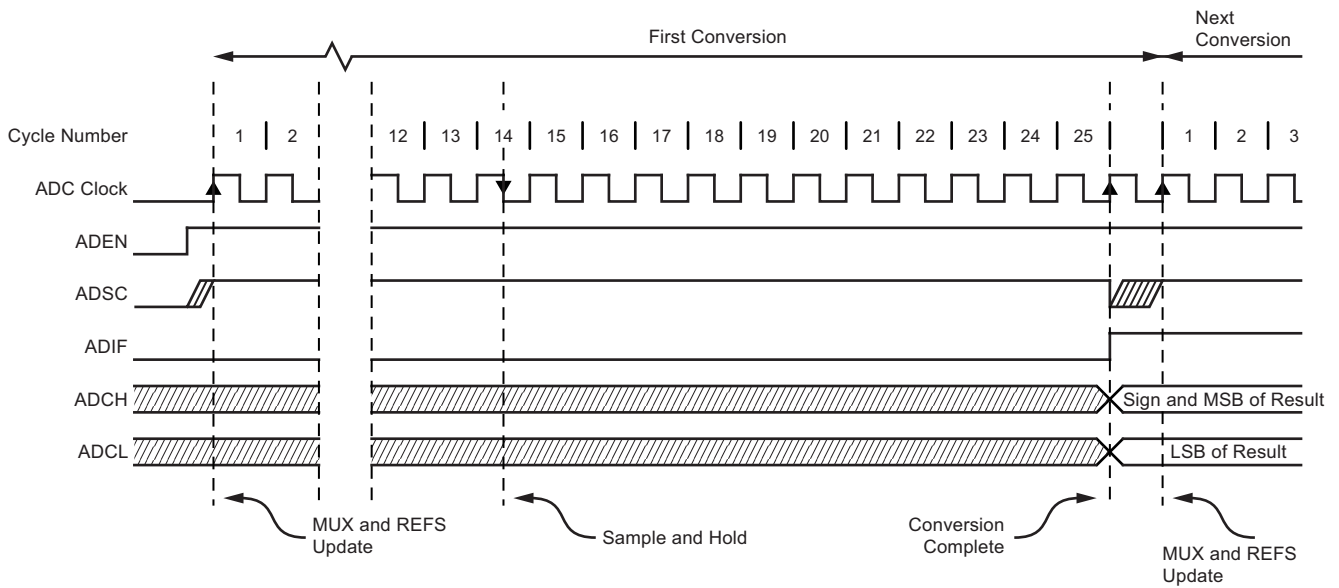 First Conversion
Next
Conversion
Cycle Number 1 2 12 13 14 15 16 17 18 19 20 21 22 23 24 25 1 2 3
ADC Clock
ADEN
ADSC
ADIF
ADCH Sign and MSB of Result
ADCL LSB of Result
MUX and REFS
Update
Sample and Hold
Conversion
Complete
MUX and REFS
Update